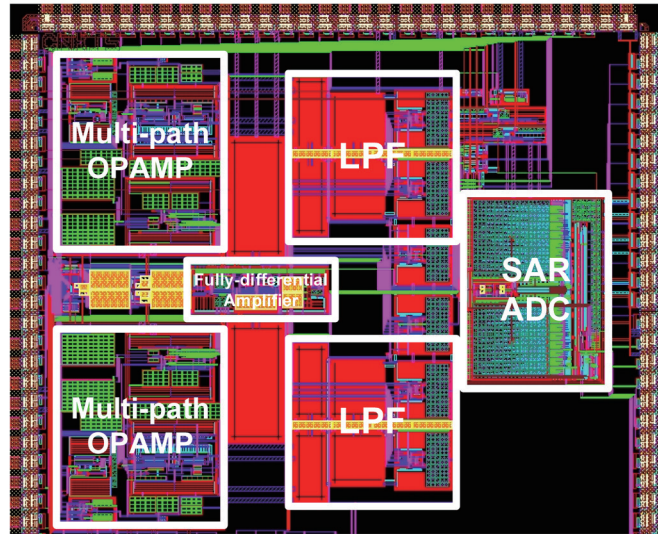 Multi-path
OPAMP
LPF
SAR
ADC
Fully-differential
Amplifier
Multi-path
OPAMP
LPF